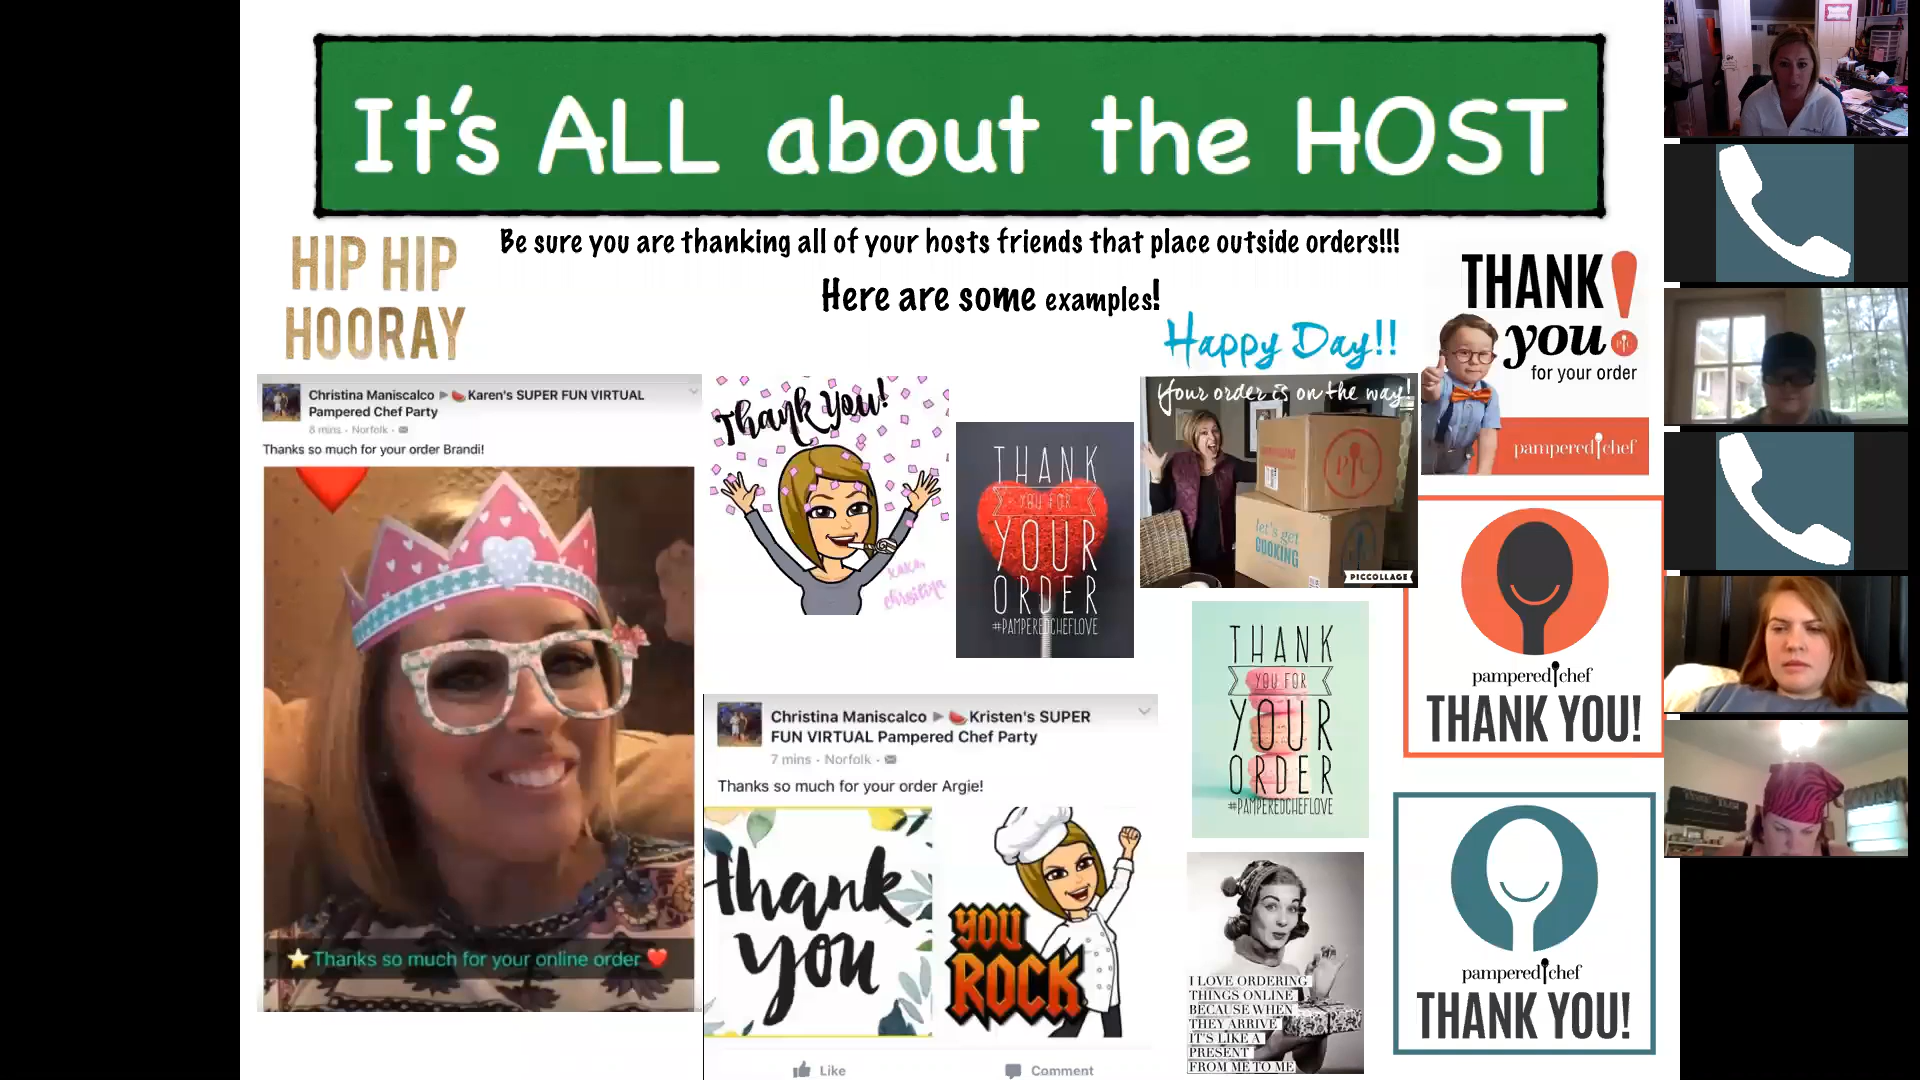 It's ALL about the HOST
Be sure you are thanking all of your hosts friends that place outside orders!!!
Here are some examples!
HIP HIP
HOORAY
Christina Maniscalco ▶ 🍉Karen's SUPER FUN VIRTUAL
Pampered Chef Party
8 mins · Norfolk ·
Thanks so much for your order Brandi!
⭐Thanks so much for your online order ❤️
Thank you!
christina
THANK
YOU FOR
YOUR
ORDER
#PAMPEREDCHEFLOVE
Happy Day!!
Your order is on the way!
let's get
COOKING
PICCOLLAGE
THANK!
you
for your order
pampered chef
pampered chef
THANK YOU!
Christina Maniscalco ▶ 🍉Kristen's SUPER
FUN VIRTUAL Pampered Chef Party
7 mins · Norfolk ·
Thanks so much for your order Argie!
thank
you
YOU
ROCK
Like
Comment
THANK
YOU FOR
YOUR
ORDER
#PAMPEREDCHEFLOVE
I LOVE ORDERING
THINGS ONLINE
BECAUSE WHEN
THEY ARRIVE
IT'S LIKE A
PRESENT
FROM ME TO ME
pampered chef
THANK YOU!